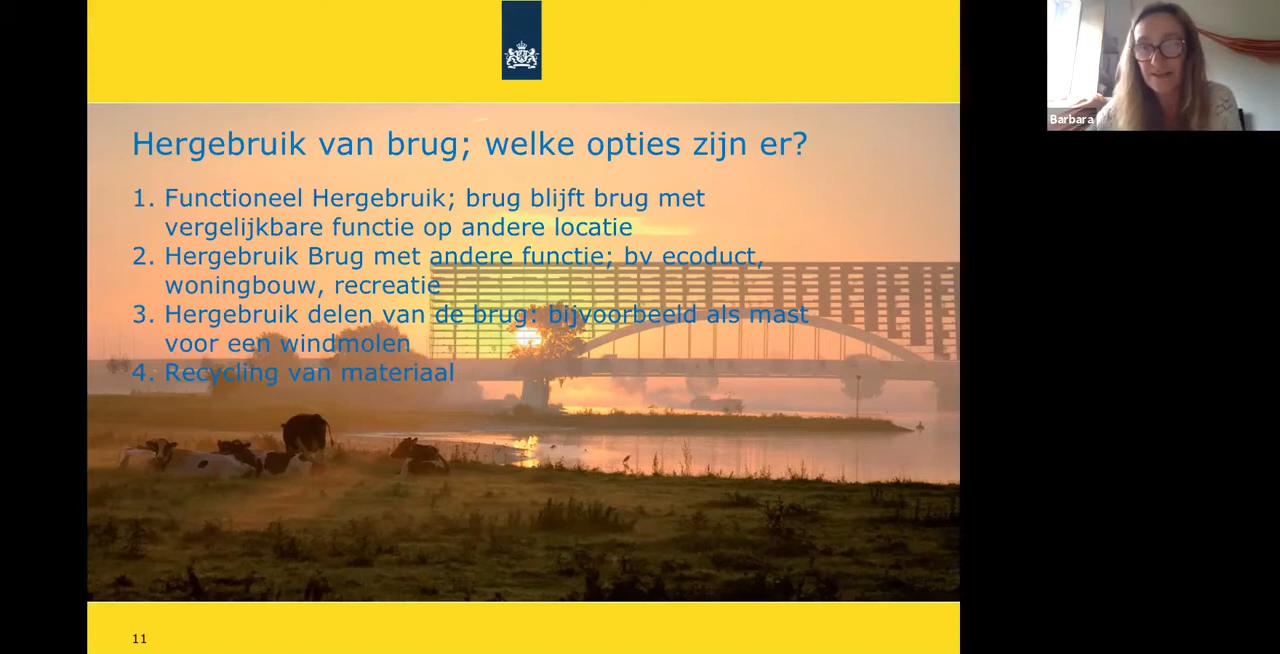 Hergebruik van brug; welke opties zijn er?
1. Functioneel Hergebruik; brug blijft brug met
vergelijkbare functie op andere locatie
2. Hergebruik Brug met andere functie; bv ecoduct,
woningbouw, recreatie
3. Hergebruik delen van de brug: bijvoorbeeld als mast
voor een windmolen
4. Recycling van materiaal
11
Barbara